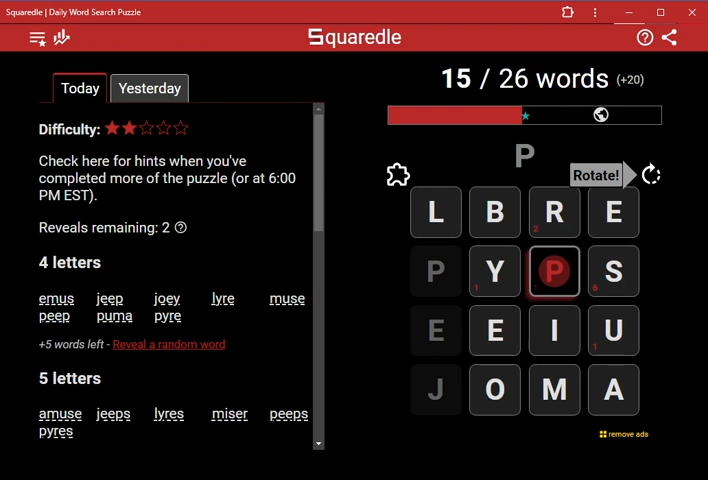 Squaredle | Daily Word Search Puzzle
Squaredle
Today Yesterday
15 / 26 words (+20)
Difficulty:
Check here for hints when you've
completed more of the puzzle (or at 6:00
PM EST).
Reveals remaining: 2
4 letters
emus jeep joey lyre muse
peep puma pyre
+5 words left - Reveal a random word
5 letters
amuse jeeps lyres miser peeps
pyres
P
Rotate!
L B R E
2
P Y P S
1 6
E E I U
1
J O M A
remove ads